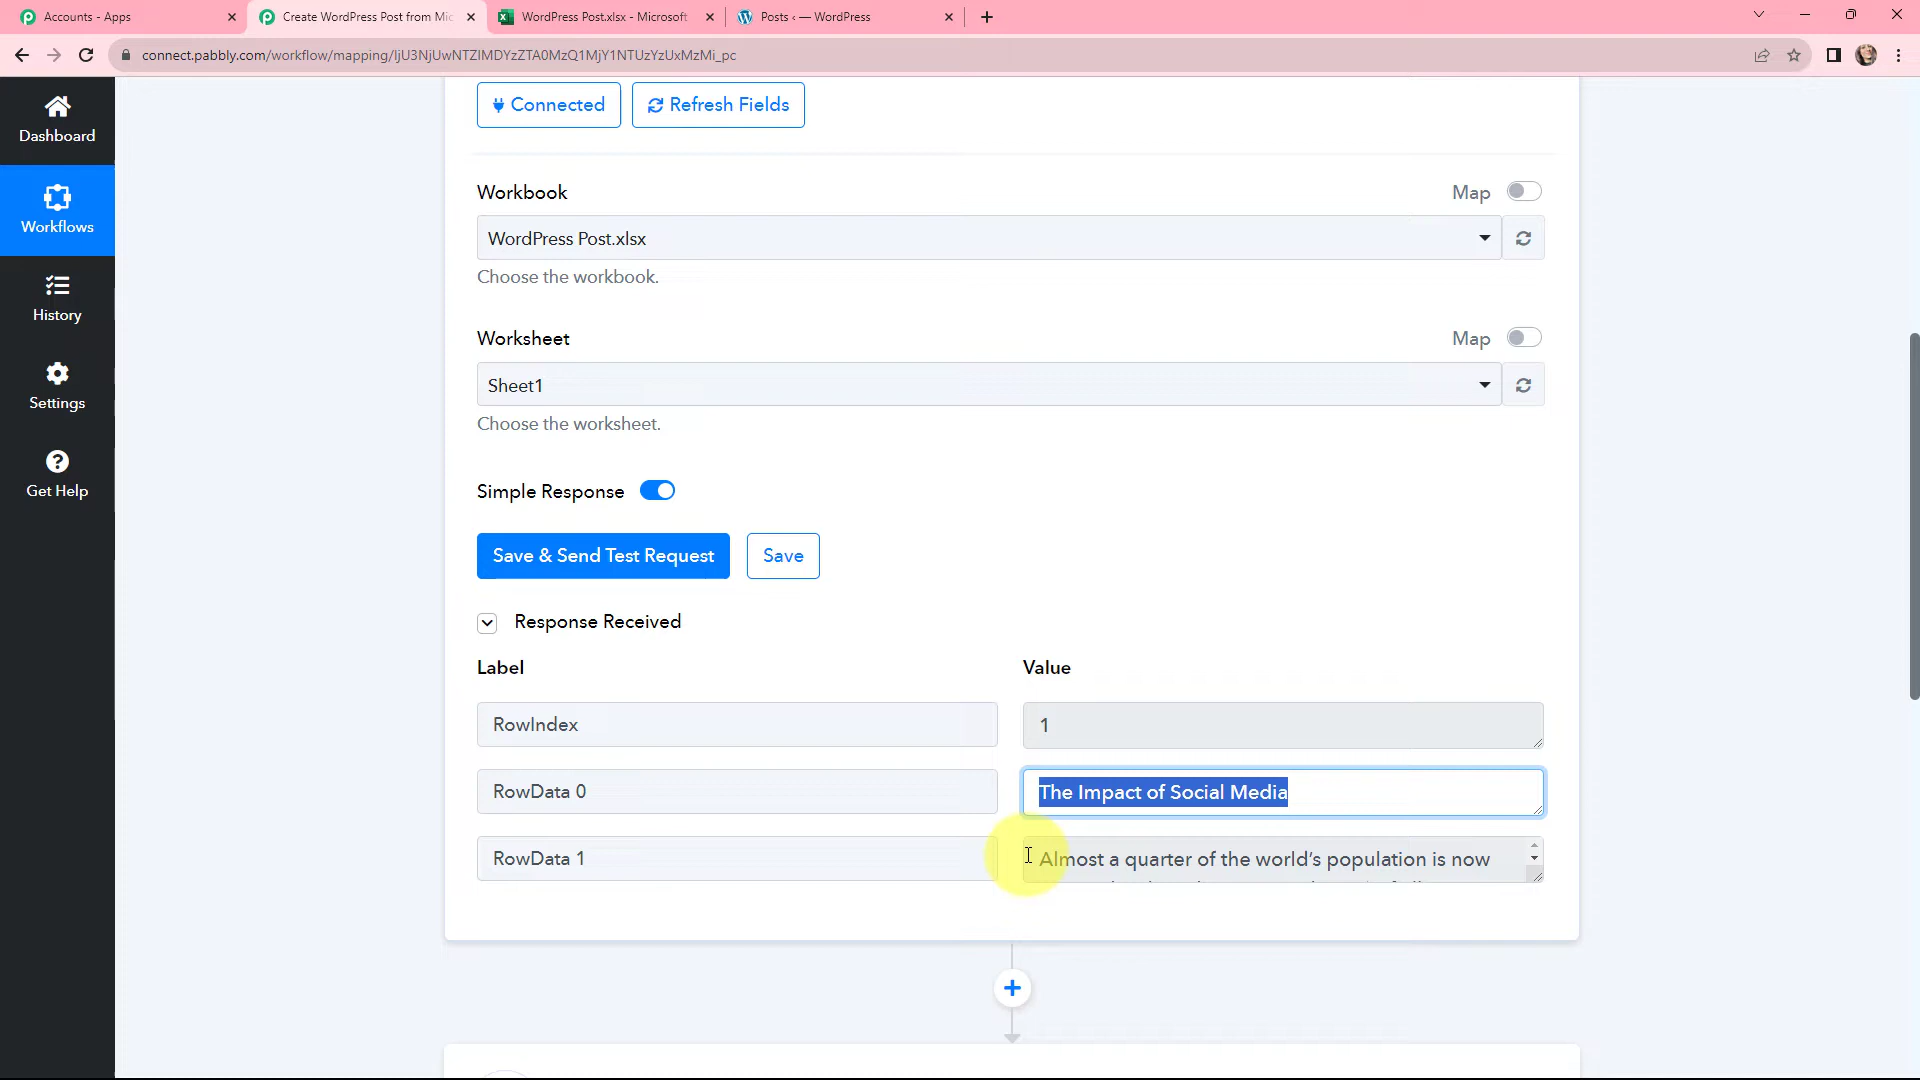 Accounts - Apps
Create WordPress Post from Mic
WordPress Post.xlsx - Microsoft
Posts ‹ — WordPress
connect.pabbly.com/workflow/mapping/IjU3NjUwNTZlMDYzZTA0MzQ1MjY1NTUzYzUxMzMi_pc
Dashboard
Workflows
History
Settings
Get Help
Connected
Refresh Fields
Workbook
Map
WordPress Post.xlsx
Choose the workbook.
Worksheet
Map
Sheet1
Choose the worksheet.
Simple Response
Save & Send Test Request
Save
Response Received
Label
Value
RowIndex
1
RowData 0
The Impact of Social Media
RowData 1
Almost a quarter of the world’s population is now